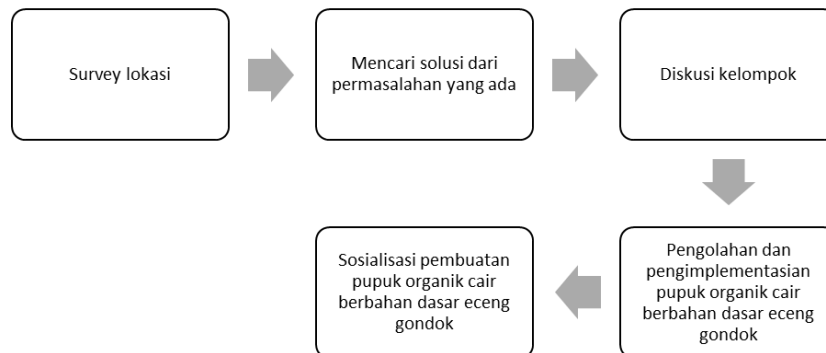 Survey lokasi
Mencari solusi dari
permasalahan yang ada
Diskusi kelompok
Pengolahan dan
pengimplementasian
pupuk organik cair
berbahan dasar eceng
gondok
Sosialisasi pembuatan
pupuk organik cair
berbahan dasar eceng
gondok